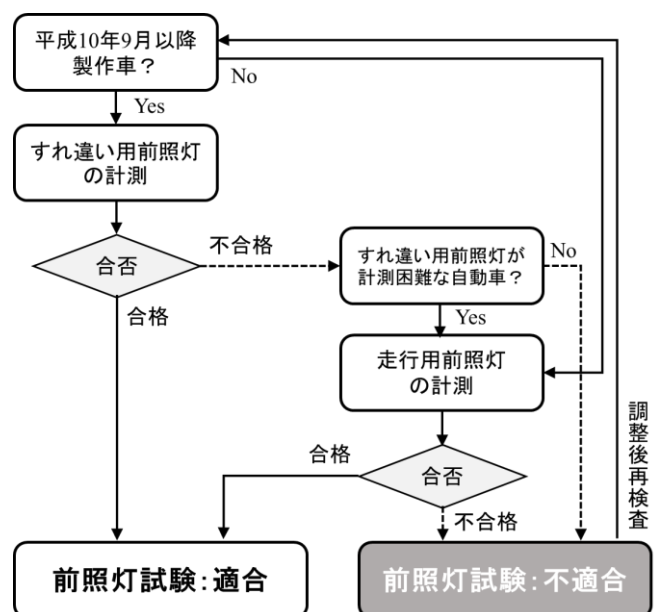 平成10年9月以降
製作車？
No
Yes
すれ違い用前照灯
の計測
合否
不合格
合格
すれ違い用前照灯が
計測困難な自動車？
No
Yes
走行用前照灯
の計測
合否
合格
不合格
調整後再検査
前照灯試験：適合
前照灯試験：不適合